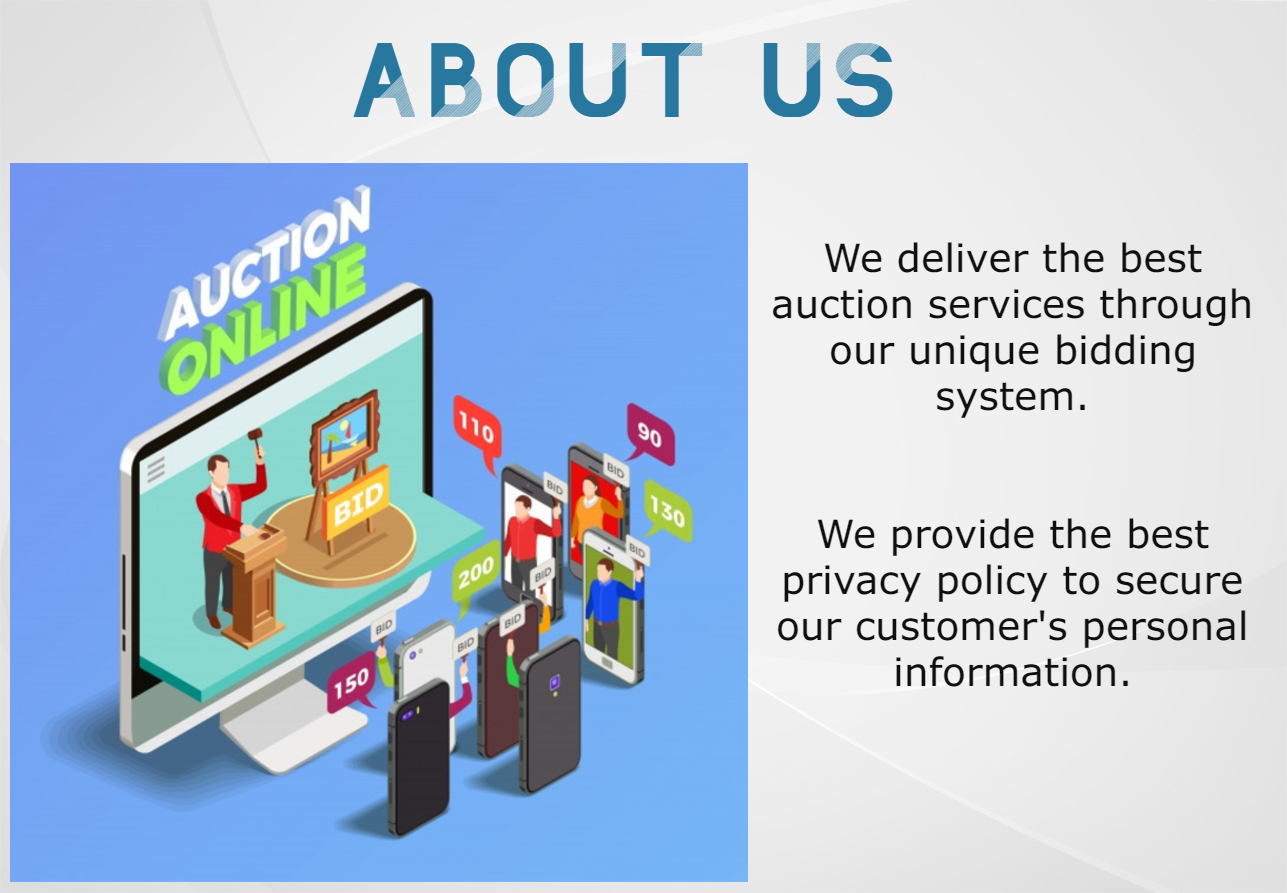 ABOUT US
AUCTION
ONLINE
BID
110
90
130
200
150
BID
BID
BID
BID
BID
BID
BID
We deliver the best
auction services through
our unique bidding
system.
We provide the best
privacy policy to secure
our customer's personal
information.